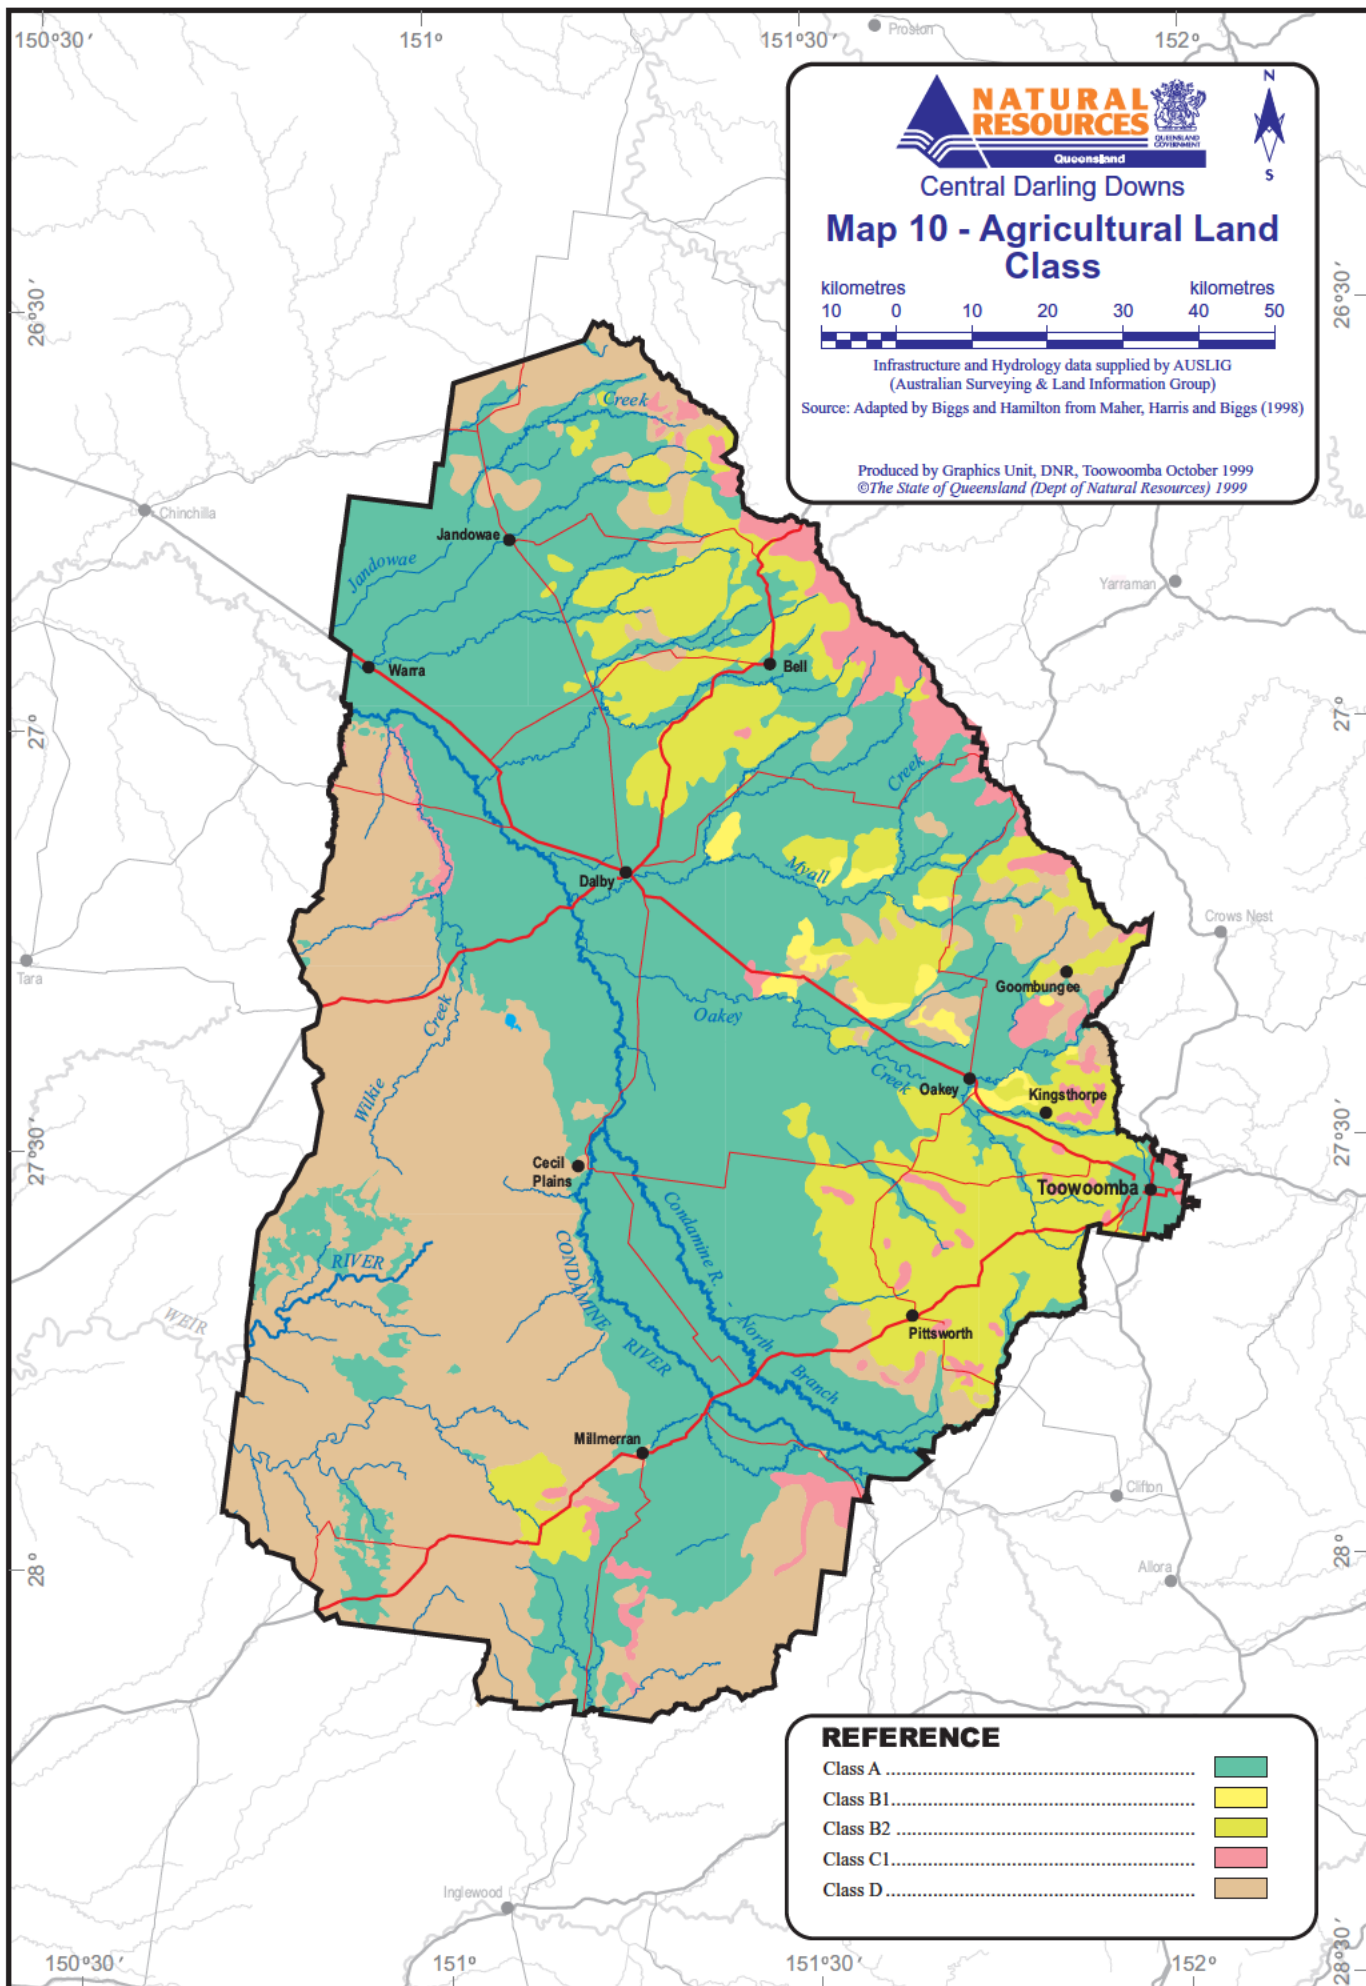 150°30′
151°
151°30′
152°
Proston
NATURAL
RESOURCES
QUEENSLAND
GOVERNMENT
Queensland
N
S
Central Darling Downs
Map 10 - Agricultural Land
Class
kilometres
kilometres
10 0 10 20 30 40 50
Infrastructure and Hydrology data supplied by AUSLIG
(Australian Surveying & Land Information Group)
Source: Adapted by Biggs and Hamilton from Maher, Harris and Biggs (1998)
Produced by Graphics Unit, DNR, Toowoomba October 1999
©The State of Queensland (Dept of Natural Resources) 1999
26°30′
26°30′
Creek
Chinchilla
Jandowae
Jandowae
Yarraman
Warra
Bell
27°
27°
Creek
Myall
Dalby
Crows Nest
Tara
Goombungee
Creek
Oakey
Wilkie
Creek
Oakey
Kingsthorpe
27°30′
27°30′
Cecil
Plains
Toowoomba
Condamine R.
North
Branch
CONDAMINE
RIVER
RIVER
WEIR
Pittsworth
Millmerran
Clifton
28°
28°
Allora
REFERENCE
Class A
Class B1
Class B2
Class C1
Class D
Inglewood
28°30′
150°30′
151°
151°30′
152°